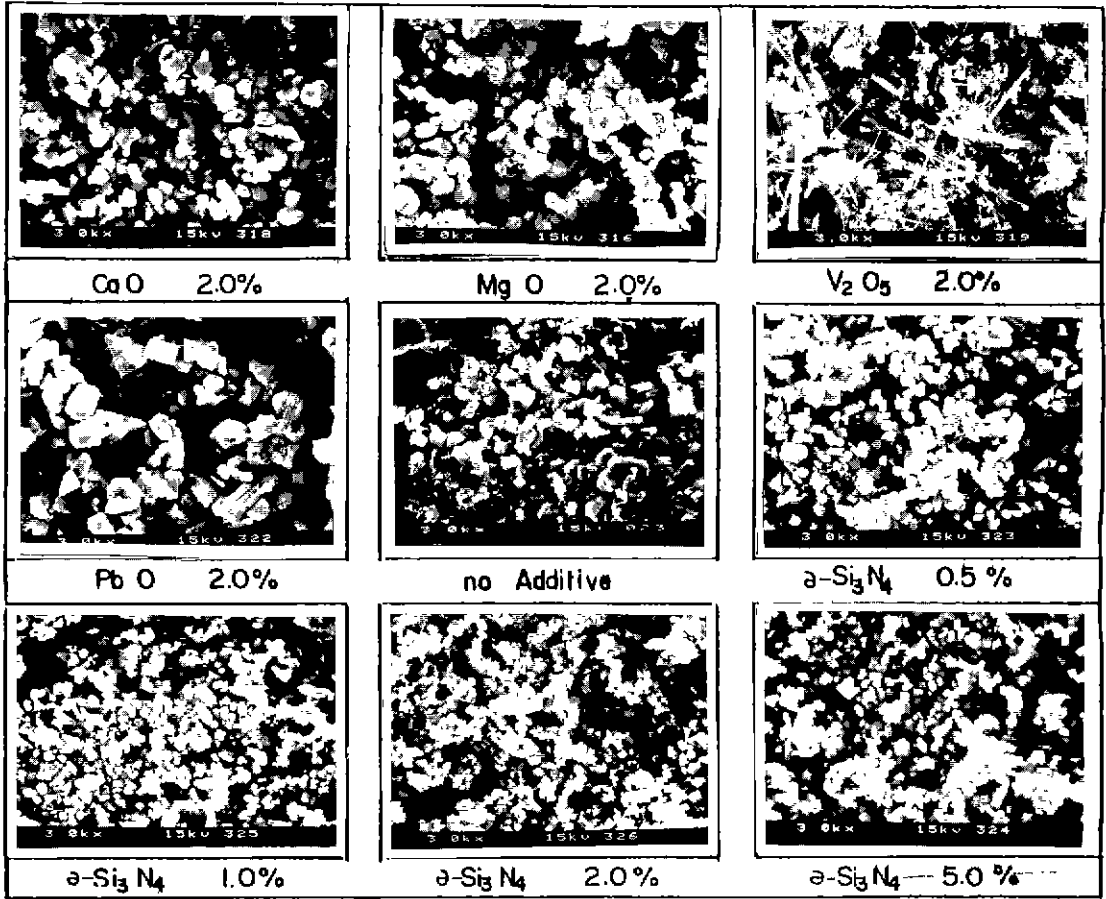 3.0kx 15kv 318
3.0kx 15kv 316
3.0kx 15kv 319
CaO 2.0%
MgO 2.0%
V₂O₅ 2.0%
3.0kx 15kv 322
0kx 15kv
3.0kx 15kv 323
PbO 2.0%
no Additive
a-Si₃N₄ 0.5%
3.0kx 15kv 325
3.0kx 15kv 326
3.0kx 15kv 324
a-Si₃N₄ 1.0%
a-Si₃N₄ 2.0%
a-Si₃N₄ 5.0%